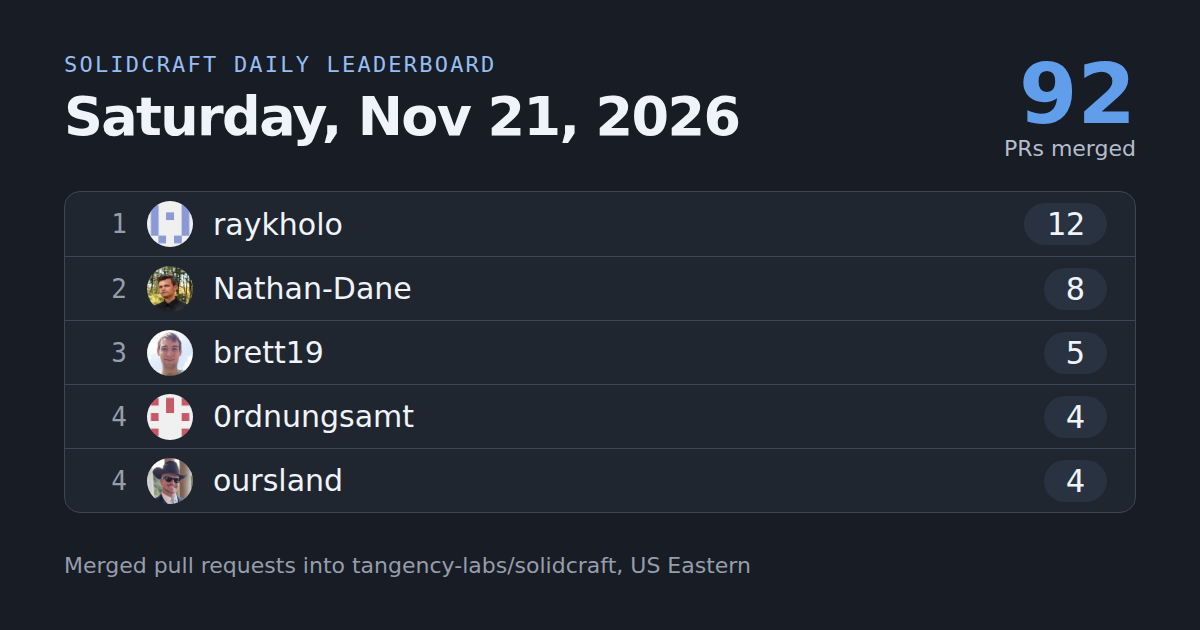 SOLIDCRAFT DAILY LEADERBOARD
Saturday, Nov 21, 2026
92
PRs merged
1 raykholo 12
2 Nathan-Dane 8
3 brett19 5
4 0rdnungsamt 4
4 oursland 4
Merged pull requests into tangency-labs/solidcraft, US Eastern